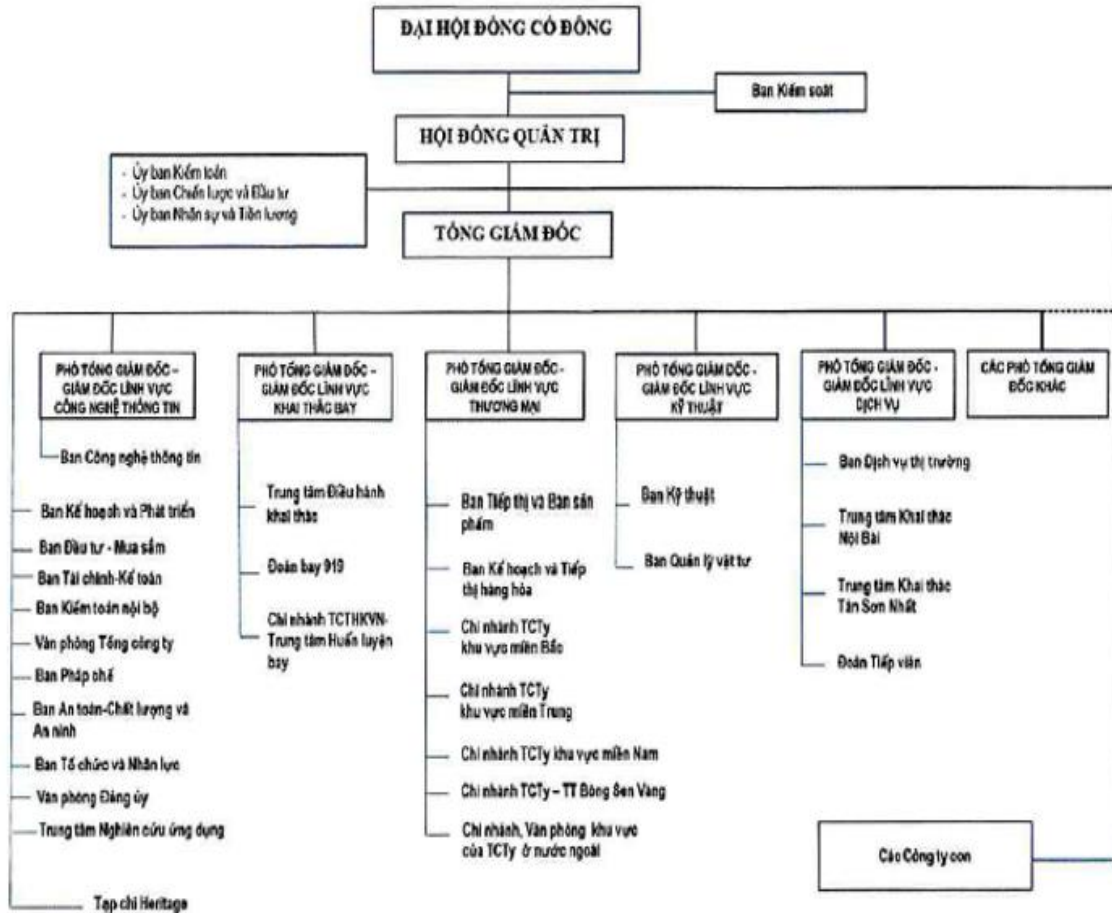 ĐẠI HỘI ĐỒNG CỔ ĐÔNG
Ban Kiểm soát
HỘI ĐỒNG QUẢN TRỊ
- Ủy ban Kiểm toán
- Ủy ban Chiến lược và Đầu tư
- Ủy ban Nhân sự và Tiền lương
TỔNG GIÁM ĐỐC
PHÓ TỔNG GIÁM ĐỐC –
GIÁM ĐỐC LĨNH VỰC
CÔNG NGHỆ THÔNG TIN
Ban Công nghệ thông tin
PHÓ TỔNG GIÁM ĐỐC –
GIÁM ĐỐC LĨNH VỰC
KHAI THÁC BAY
Trung tâm Điều hành
khai thác
Đoàn bay 919
Chi nhánh TCTHKVN-
Trung tâm Huấn luyện
bay
PHÓ TỔNG GIÁM ĐỐC -
GIÁM ĐỐC LĨNH VỰC
THƯƠNG MẠI
Ban Tiếp thị và Bán sản
phẩm
Ban Kế hoạch và Tiếp
thị hàng hóa
Chi nhánh TCTy
khu vực miền Bắc
Chi nhánh TCTy
khu vực miền Trung
Chi nhánh TCTy khu vực miền Nam
Chi nhánh TCTy – TT Bông Sen Vàng
Chi nhánh, Văn phòng khu vực
của TCTy ở nước ngoài
PHÓ TỔNG GIÁM ĐỐC -
GIÁM ĐỐC LĨNH VỰC
KỸ THUẬT
Ban Kỹ thuật
Ban Quản lý vật tư
PHÓ TỔNG GIÁM ĐỐC -
GIÁM ĐỐC LĨNH VỰC
DỊCH VỤ
Ban Dịch vụ thị trường
Trung tâm Khai thác
Nội Bài
Trung tâm Khai thác
Tân Sơn Nhất
Đoàn Tiếp viên
CÁC PHÓ TỔNG GIÁM
ĐỐC KHÁC
Ban Kế hoạch và Phát triển
Ban Đầu tư - Mua sắm
Ban Tài chính-Kế toán
Ban Kiểm toán nội bộ
Văn phòng Tổng công ty
Ban Pháp chế
Ban An toàn-Chất lượng và
An ninh
Ban Tổ chức và Nhân lực
Văn phòng Đảng ủy
Trung tâm Nghiên cứu ứng dụng
Tạp chí Heritage
Các Công ty con